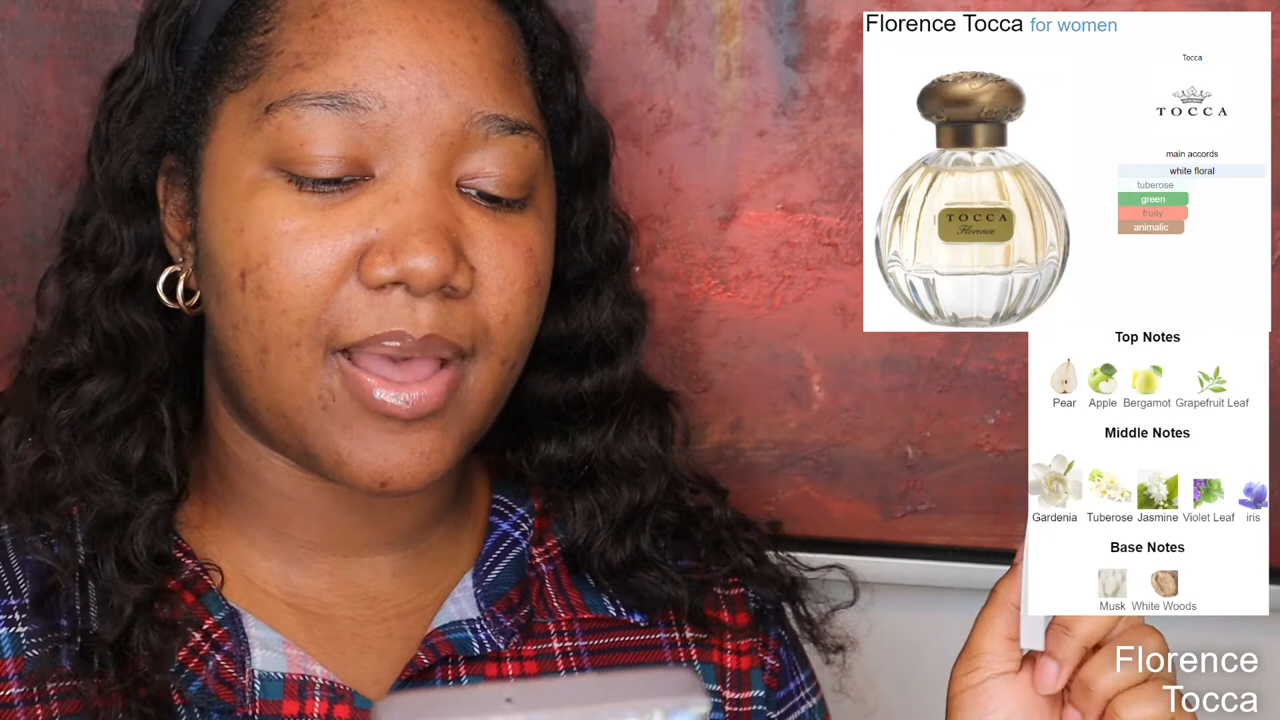 Florence Tocca for women
Tocca
TOCCA
main accords
white floral
tuberose
green
fruity
animalic
TOCCA
Florence
Top Notes
Pear Apple Bergamot Grapefruit Leaf
Middle Notes
Gardenia Tuberose Jasmine Violet Leaf iris
Base Notes
Musk White Woods
Florence
Tocca